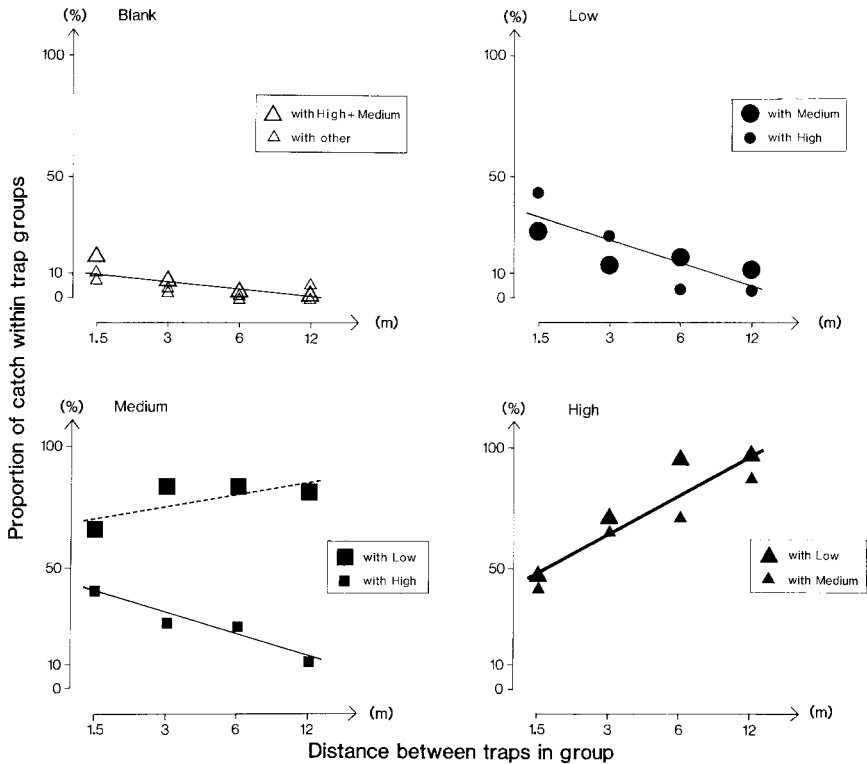 (%) Blank
100
50
10
0
with High + Medium
with other
1.5 3 6 12 (m)
(%) Low
100
50
10
0
with Medium
with High
1.5 3 6 12 (m)
(%) Medium
100
50
10
0
with Low
with High
1.5 3 6 12 (m)
(%) High
100
50
10
0
with Low
with Medium
1.5 3 6 12 (m)
Proportion of catch within trap groups
Distance between traps in group